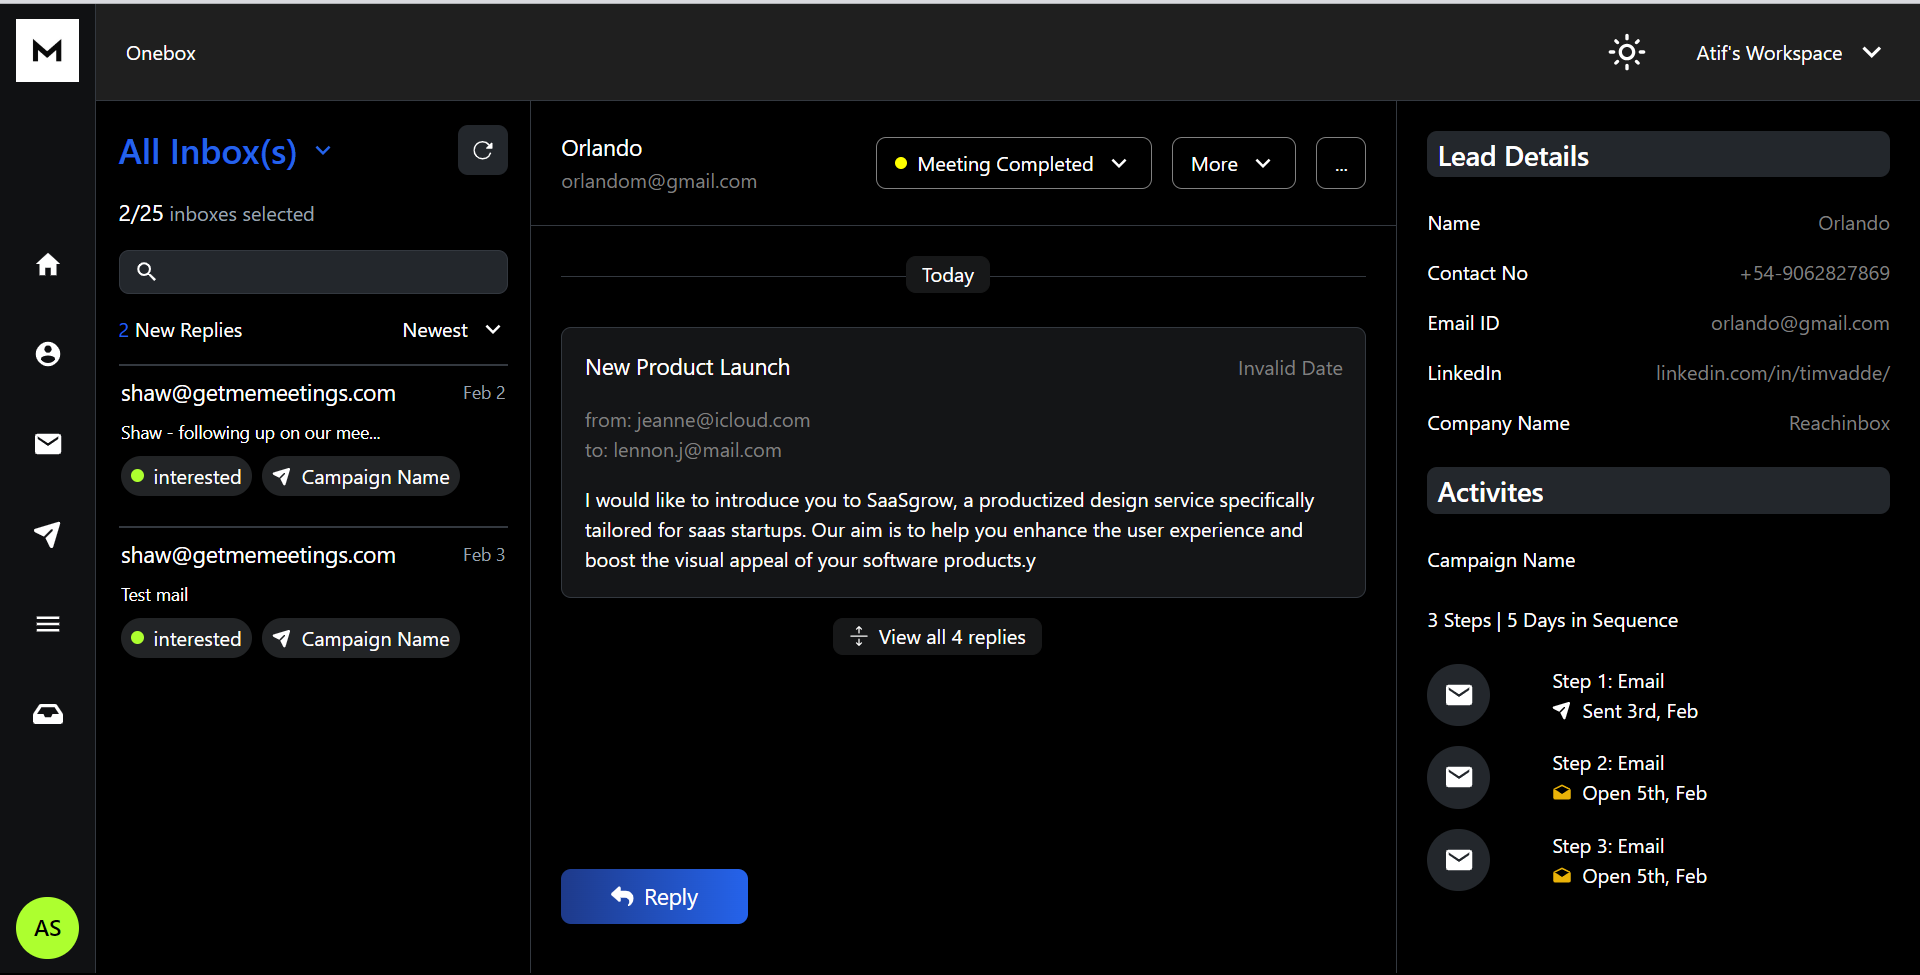 M
Onebox
Atif's Workspace
All Inbox(s)
2/25 inboxes selected
2 New Replies
Newest
shaw@getmemeetings.com
Feb 2
Shaw - following up on our mee...
interested
Campaign Name
shaw@getmemeetings.com
Feb 3
Test mail
interested
Campaign Name
AS
Orlando
orlandom@gmail.com
Meeting Completed
More
...
Today
New Product Launch
Invalid Date
from: jeanne@icloud.com
to: lennon.j@mail.com
I would like to introduce you to SaaSgrow, a productized design service specifically
tailored for saas startups. Our aim is to help you enhance the user experience and
boost the visual appeal of your software products.y
View all 4 replies
Reply
Lead Details
Name
Orlando
Contact No
+54-9062827869
Email ID
orlando@gmail.com
LinkedIn
linkedin.com/in/timvadde/
Company Name
Reachinbox
Activites
Campaign Name
3 Steps | 5 Days in Sequence
Step 1: Email
Sent 3rd, Feb
Step 2: Email
Open 5th, Feb
Step 3: Email
Open 5th, Feb